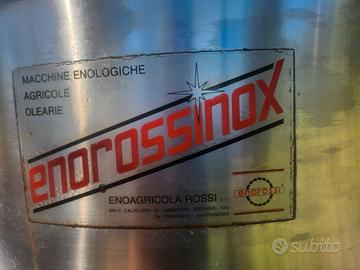 MACCHINE ENOLOGICHE
AGRICOLE
OLEARIE
enorossinox
ENOAGRICOLA ROSSI s.r.l.
enorossi
subito